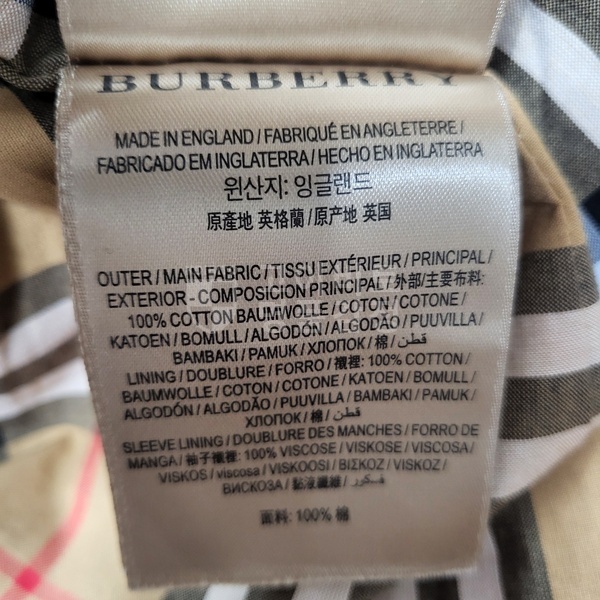 BURBERRY
MADE IN ENGLAND / FABRIQUÉ EN ANGLETERRE /
FABRICADO EM INGLATERRA / HECHO EN INGLATERRA
원산지: 잉글랜드
原產地 英格蘭 / 原产地 英国
OUTER / MAIN FABRIC / TISSU EXTÉRIEUR / PRINCIPAL /
EXTERIOR - COMPOSICION PRINCIPAL / 外部/主要布料:
100% COTTON BAUMWOLLE / COTON / COTONE /
KATOEN / BOMULL / ALGODÓN / ALGODÃO / PUUVILLA /
BAMBAKI / PAMUK / ХЛОПОК / 棉 / قطن /
LINING / DOUBLURE / FORRO / 襯裡: 100% COTTON /
BAUMWOLLE / COTON / COTONE / KATOEN / BOMULL /
ALGODÓN / ALGODÃO / PUUVILLA / BAMBAKI / PAMUK /
ХЛОПОК / 棉 / قطن /
SLEEVE LINING / DOUBLURE DES MANCHES / FORRO DE
MANGA / 袖子襯裡: 100% VISCOSE / VISKOSE / VISCOSA /
VISKOS / viscosa / VISKOOSI / ΒΙΣΚΟΖ / VISKOZ /
ВИСКОЗА / 黏液纖維 / فسكوز /
面料: 100% 棉